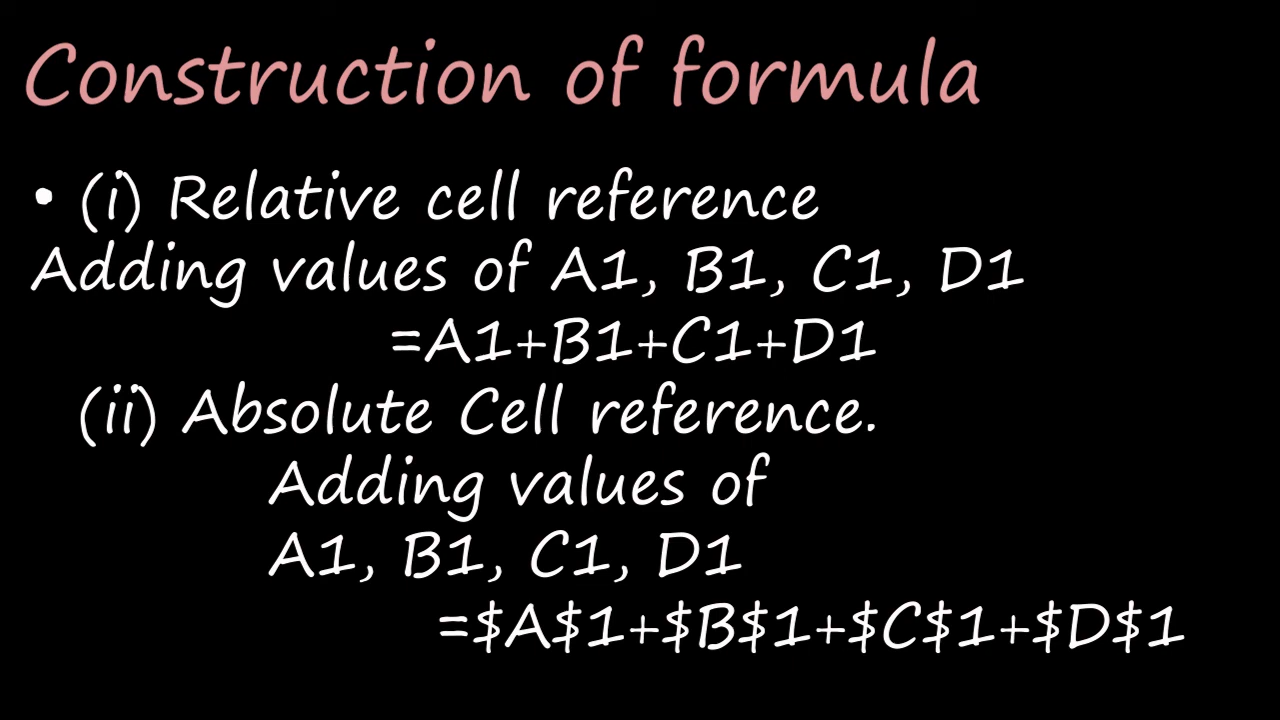 Construction of formula
• (i) Relative cell reference
Adding values of A1, B1, C1, D1
=A1+B1+C1+D1
(ii) Absolute Cell reference.
Adding values of
A1, B1, C1, D1
=$A$1+$B$1+$C$1+$D$1